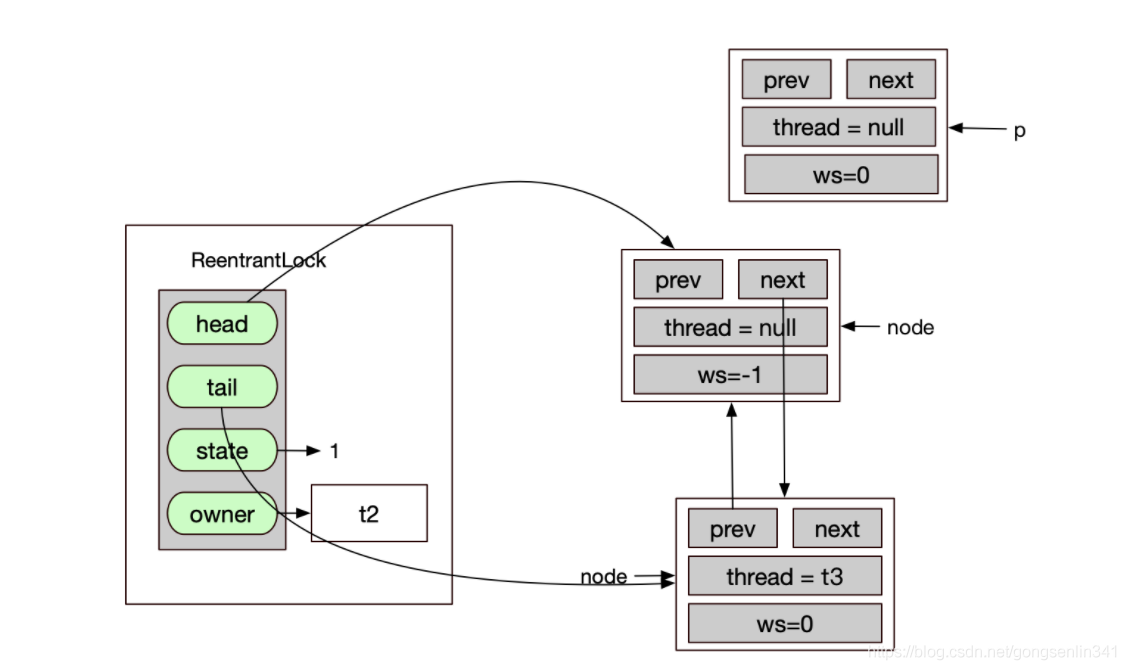 prev next
thread = null
p
ws=0
ReentrantLock
head
tail
state 1
owner t2
prev next
thread = null
node
ws=-1
prev next
node
thread = t3
ws=0
https://blog.csdn.net/gongsenlin341